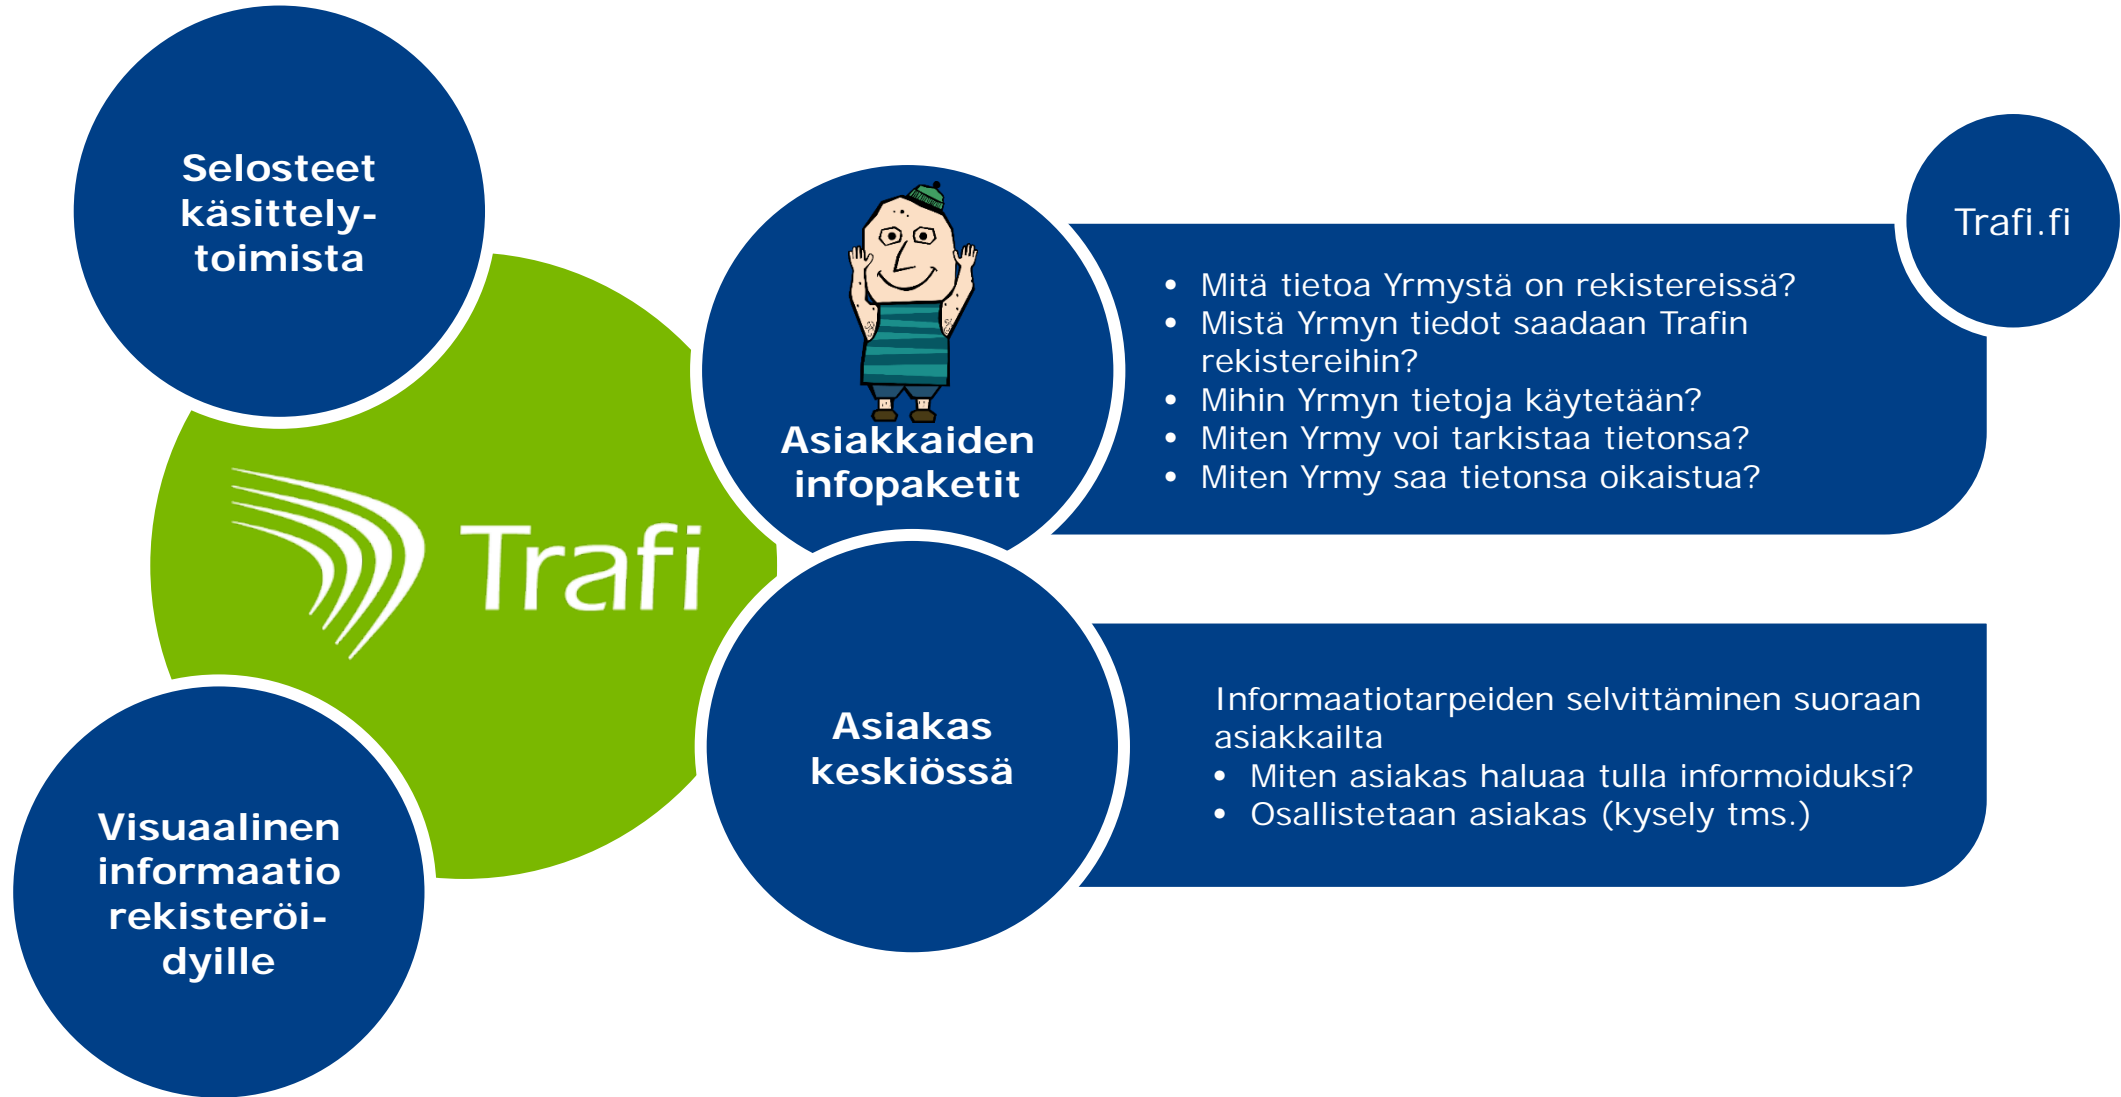 Selosteet
käsittely-
toimista
Trafi
Visuaalinen
informaatio
rekisteröi-
dyille
Asiakkaiden
infopaketit
• Mitä tietoa Yrmystä on rekistereissä?
• Mistä Yrmyn tiedot saadaan Trafin
rekistereihin?
• Mihin Yrmyn tietoja käytetään?
• Miten Yrmy voi tarkistaa tietonsa?
• Miten Yrmy saa tietonsa oikaistua?
Trafi.fi
Asiakas
keskiössä
Informaatiotarpeiden selvittäminen suoraan
asiakkailta
• Miten asiakas haluaa tulla informoiduksi?
• Osallistetaan asiakas (kysely tms.)